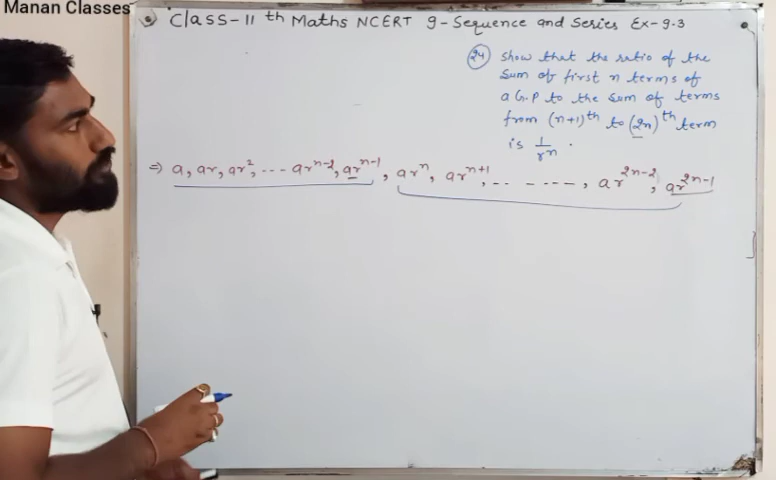 Manan Classes
Class-11 th Maths NCERT 9-Sequence and Series Ex-9.3
24 Show that the ratio of the
sum of first n terms of
a G.P to the sum of terms
from (n+1)th to (2n)th term
is 1/rⁿ .
⇒ a, ar, ar², --- arⁿ⁻², arⁿ⁻¹, arⁿ, arⁿ⁺¹, -- - - - - -, ar²ⁿ⁻², ar²ⁿ⁻¹